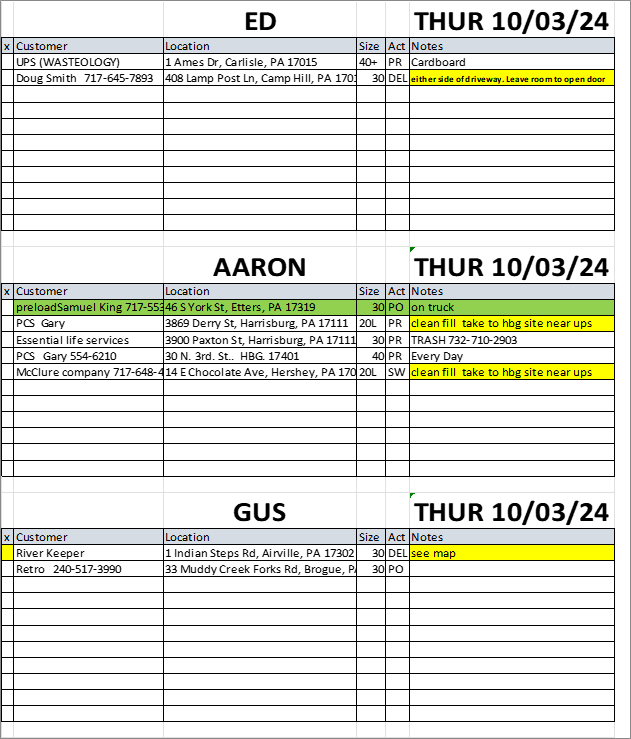 ED THUR 10/03/24
x Customer Location Size Act Notes
UPS (WASTEOLOGY) 1 Ames Dr, Carlisle, PA 17015 40+ PR Cardboard
Doug Smith 717-645-7893 408 Lamp Post Ln, Camp Hill, PA 1701 30 DEL either side of driveway. Leave room to open door
AARON THUR 10/03/24
x Customer Location Size Act Notes
preloadSamuel King 717-553 46 S York St, Etters, PA 17319 30 PO on truck
PCS Gary 3869 Derry St, Harrisburg, PA 17111 20L PR clean fill take to hbg site near ups
Essential life services 3900 Paxton St, Harrisburg, PA 17111 30 PR TRASH 732-710-2903
PCS Gary 554-6210 30 N. 3rd. St.. HBG. 17401 40 PR Every Day
McClure company 717-648-4 14 E Chocolate Ave, Hershey, PA 170 20L SW clean fill take to hbg site near ups
GUS THUR 10/03/24
x Customer Location Size Act Notes
River Keeper 1 Indian Steps Rd, Airville, PA 17302 30 DEL see map
Retro 240-517-3990 33 Muddy Creek Forks Rd, Brogue, PA 30 PO